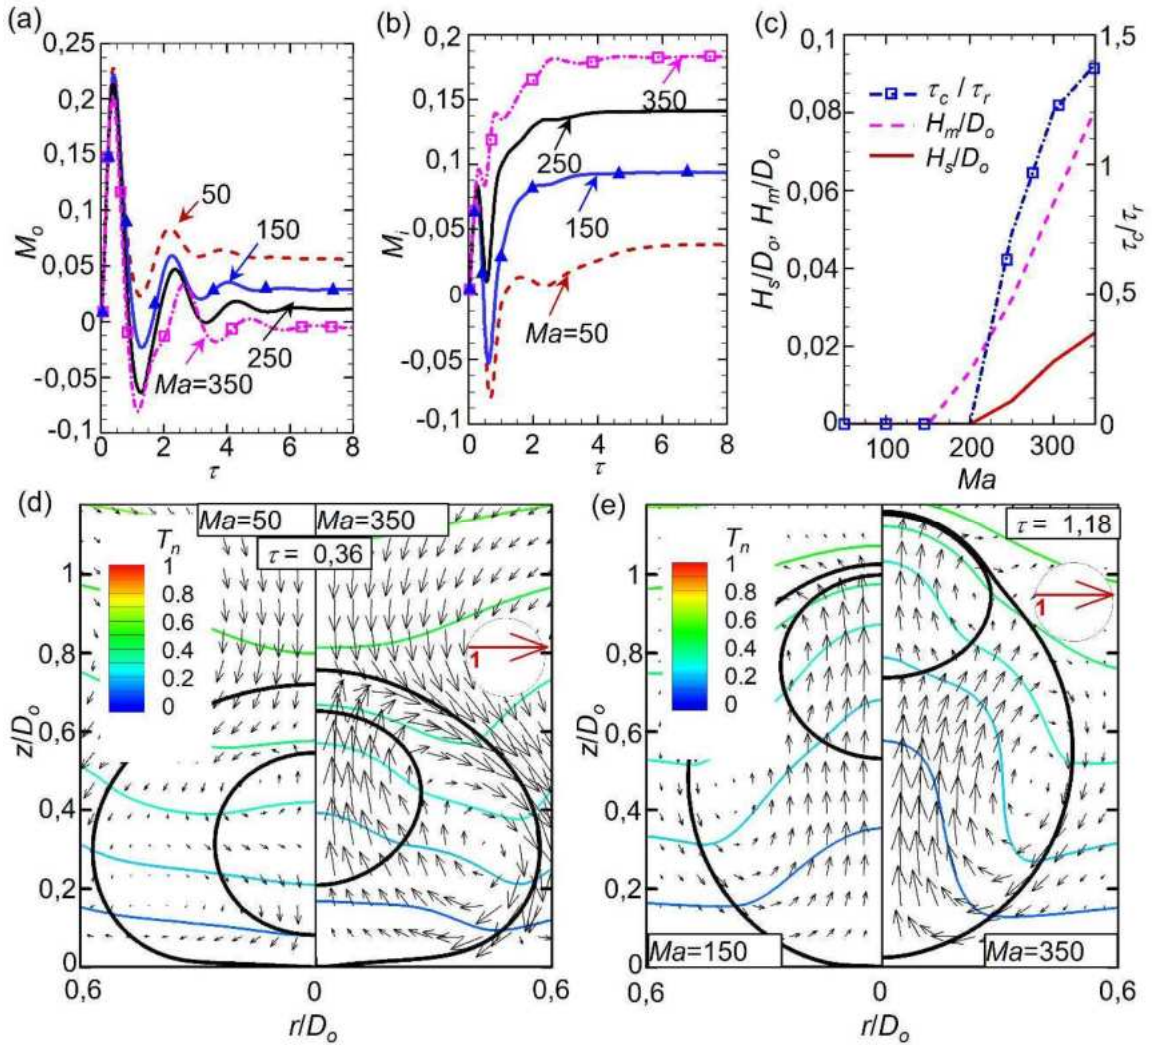 (a)
0,25
0,2
0,15
0,1
0,05
0
-0,05
-0,1
M_o
50
150
250
Ma=350
0 2 4 6 8
τ
(b)
0,2
0,15
0,1
0,05
0
-0,05
-0,1
M_i
350
250
150
Ma=50
0 2 4 6 8
τ
(c)
0,1
0,08
0,06
0,04
0,02
0
H_s/D_o, H_m/D_o
τ_c / τ_r
H_m/D_o
H_s/D_o
1,5
1
0,5
0
τ_c/τ_r
100 200 300
Ma
(d)
Ma=50 Ma=350
τ = 0,36
T_n
1
0.8
0.6
0.4
0.2
0
1
1
0,8
0,6
0,4
0,2
0
z/D_o
0,6 0 0,6
r/D_o
(e)
τ = 1,18
T_n
1
0.8
0.6
0.4
0.2
0
1
1
0,8
0,6
0,4
0,2
0
z/D_o
Ma=150 Ma=350
0,6 0 0,6
r/D_o